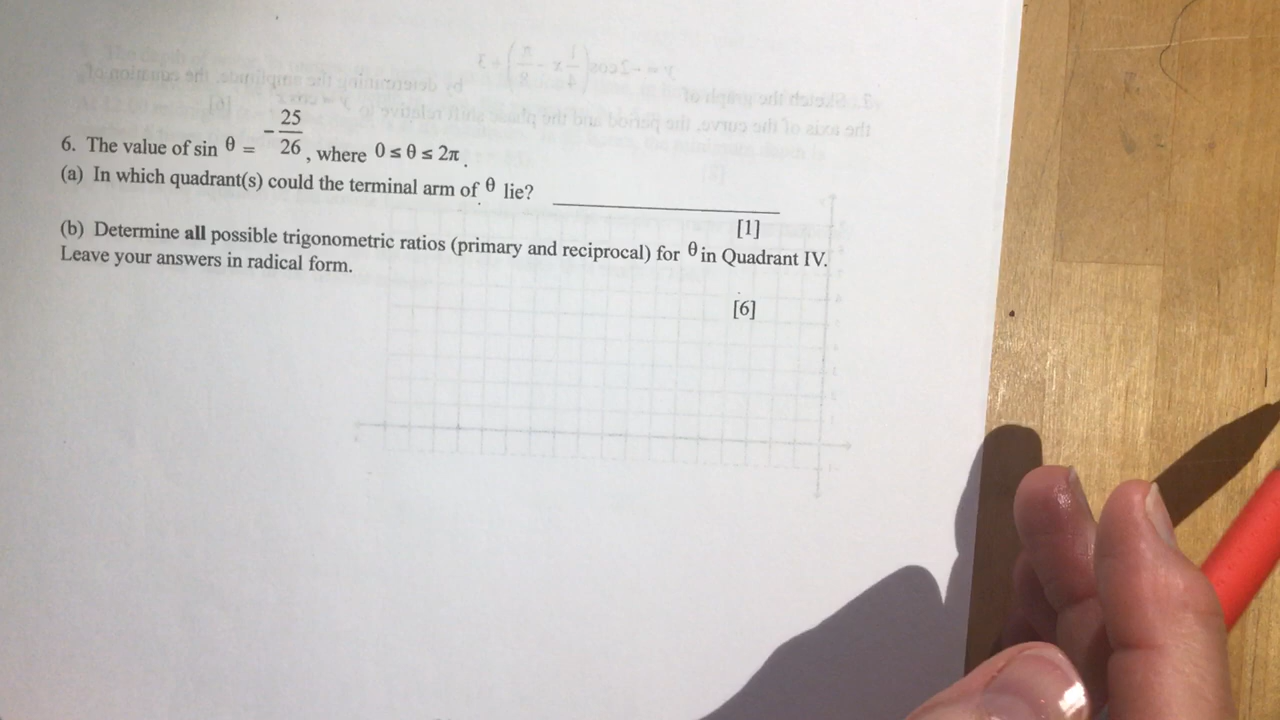 6. The value of sin θ = -25/26, where 0 ≤ θ ≤ 2π.
(a) In which quadrant(s) could the terminal arm of θ lie? ____________
[1]
(b) Determine all possible trigonometric ratios (primary and reciprocal) for θ in Quadrant IV.
Leave your answers in radical form.
[6]